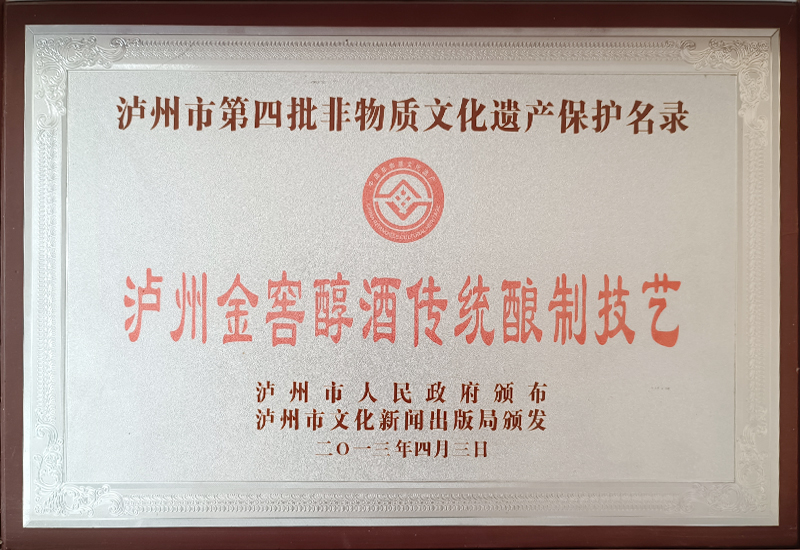 泸州市第四批非物质文化遗产保护名录
泸州金窖醇酒传统酿制技艺
泸州市人民政府颁布
泸州市文化新闻出版局颁发
二〇一三年四月三日